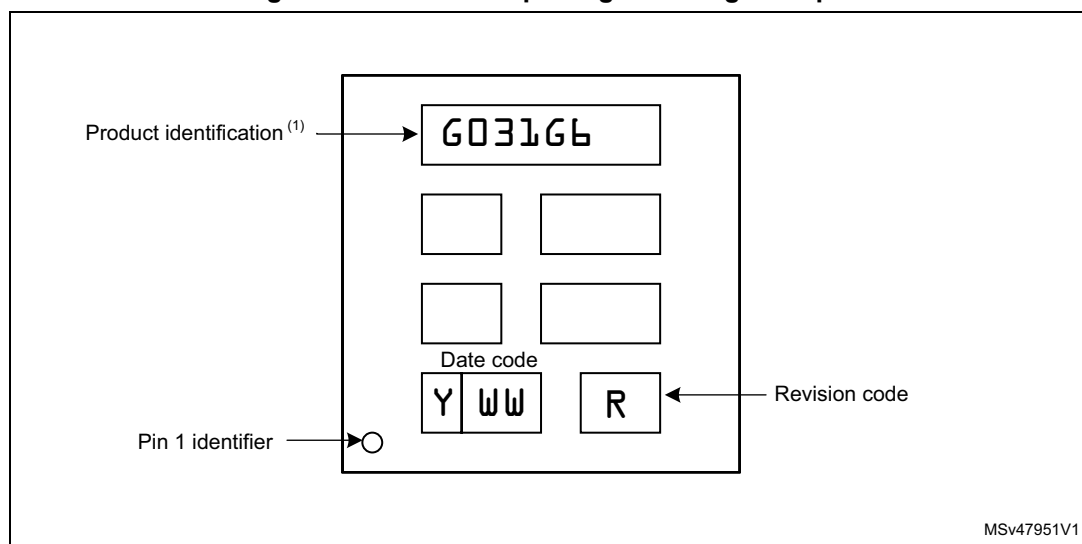 Product identification (1)
G031G6
Date code
Y WW
R
Revision code
Pin 1 identifier
MSv47951V1